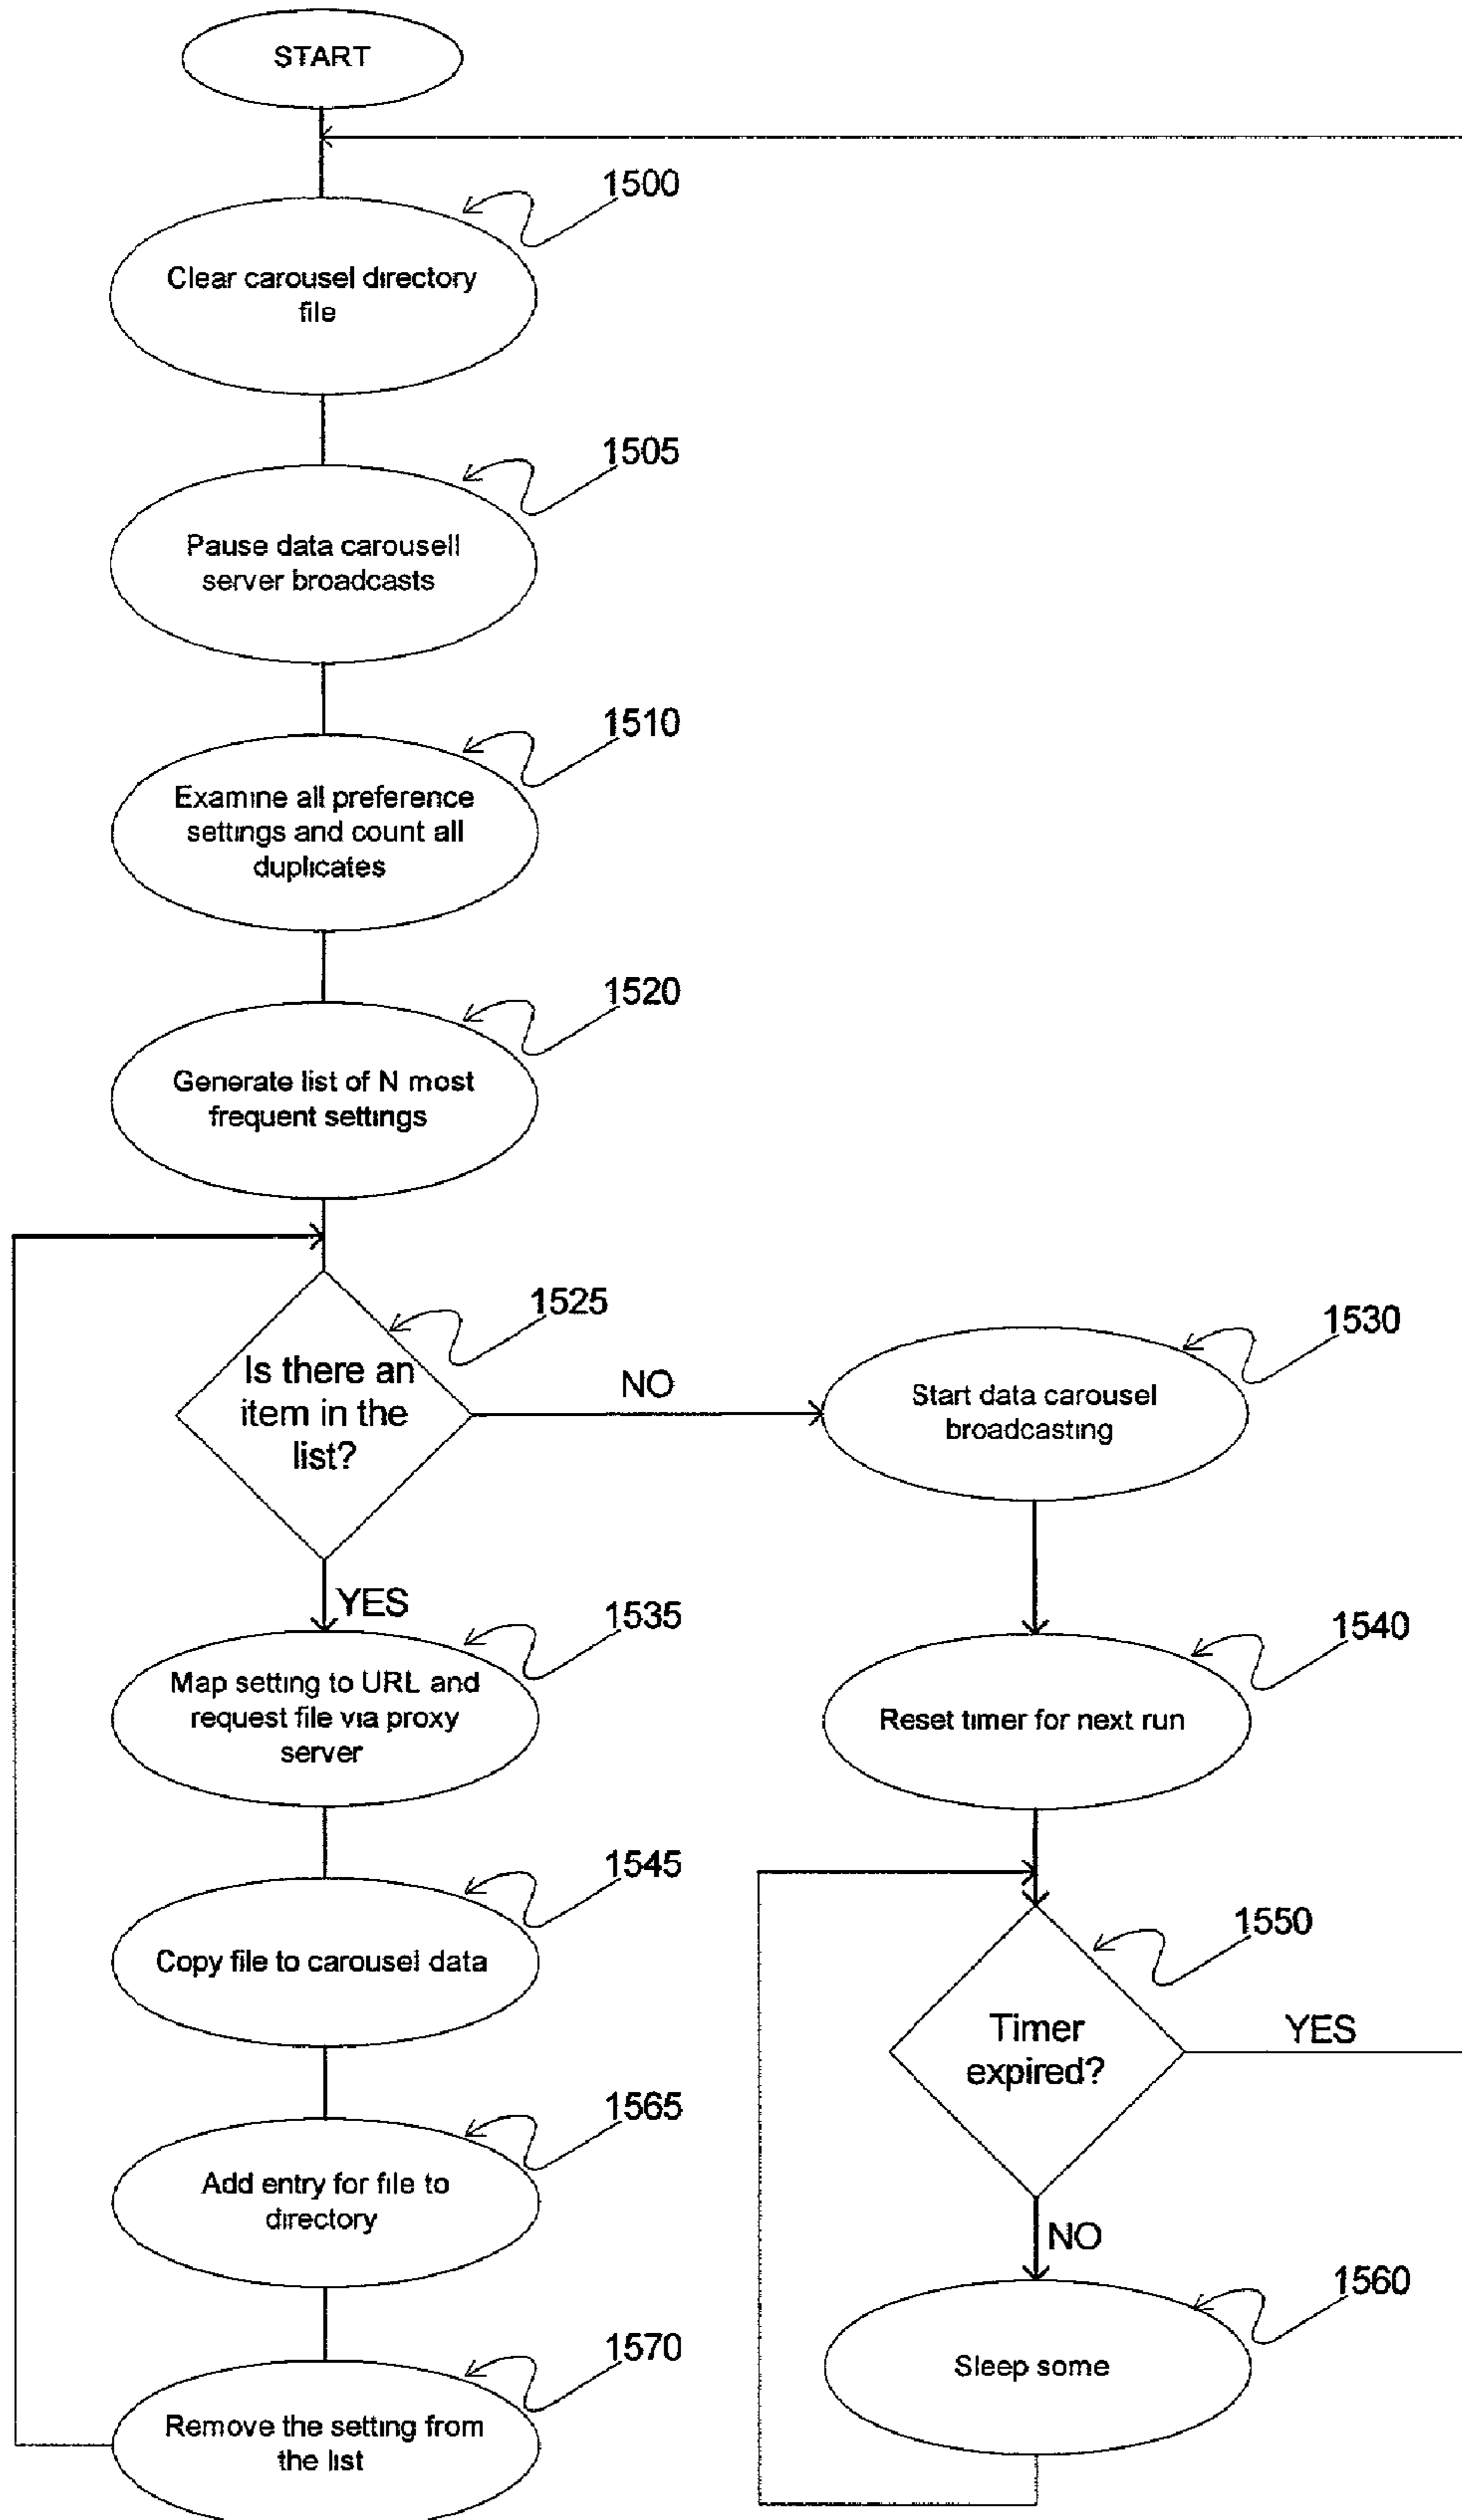 START
1500
Clear carousel directory
file
1505
Pause data carousell
server broadcasts
1510
Examine all preference
settings and count all
duplicates
1520
Generate list of N most
frequent settings
1525
Is there an
item in the
list?
NO
1530
Start data carousel
broadcasting
YES
1535
Map setting to URL and
request file via proxy
server
1540
Reset timer for next run
1545
Copy file to carousel data
1550
Timer
expired?
YES
1565
Add entry for file to
directory
NO
1560
Sleep some
1570
Remove the setting from
the list